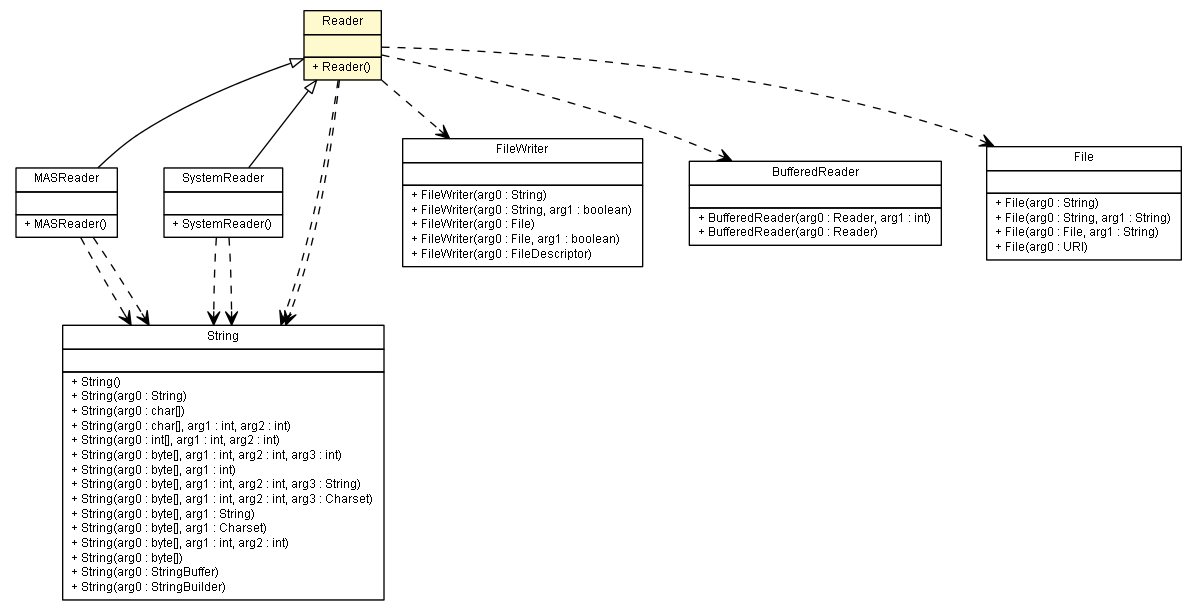 Reader
+ Reader()
MASReader
+ MASReader()
SystemReader
+ SystemReader()
FileWriter
+ FileWriter(arg0 : String)
+ FileWriter(arg0 : String, arg1 : boolean)
+ FileWriter(arg0 : File)
+ FileWriter(arg0 : File, arg1 : boolean)
+ FileWriter(arg0 : FileDescriptor)
BufferedReader
+ BufferedReader(arg0 : Reader, arg1 : int)
+ BufferedReader(arg0 : Reader)
File
+ File(arg0 : String)
+ File(arg0 : String, arg1 : String)
+ File(arg0 : File, arg1 : String)
+ File(arg0 : URI)
String
+ String()
+ String(arg0 : String)
+ String(arg0 : char[])
+ String(arg0 : char[], arg1 : int, arg2 : int)
+ String(arg0 : int[], arg1 : int, arg2 : int)
+ String(arg0 : byte[], arg1 : int, arg2 : int, arg3 : int)
+ String(arg0 : byte[], arg1 : int)
+ String(arg0 : byte[], arg1 : int, arg2 : int, arg3 : String)
+ String(arg0 : byte[], arg1 : int, arg2 : int, arg3 : Charset)
+ String(arg0 : byte[], arg1 : String)
+ String(arg0 : byte[], arg1 : Charset)
+ String(arg0 : byte[], arg1 : int, arg2 : int)
+ String(arg0 : byte[])
+ String(arg0 : StringBuffer)
+ String(arg0 : StringBuilder)